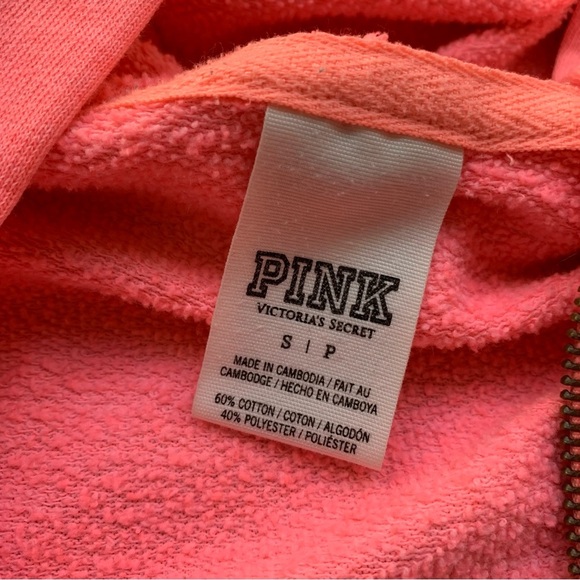 PINK
VICTORIA'S SECRET
S | P
MADE IN CAMBODIA / FAIT AU
CAMBODGE / HECHO EN CAMBOYA
60% COTTON / COTON / ALGODÓN
40% POLYESTER / POLIÉSTER